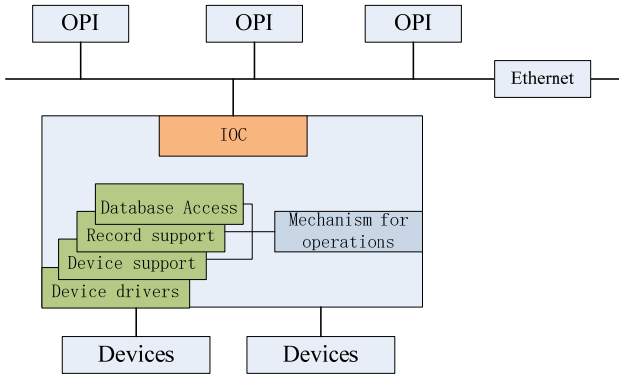 OPI
OPI
OPI
Ethernet
IOC
Database Access
Record support
Device support
Device drivers
Mechanism for
operations
Devices
Devices